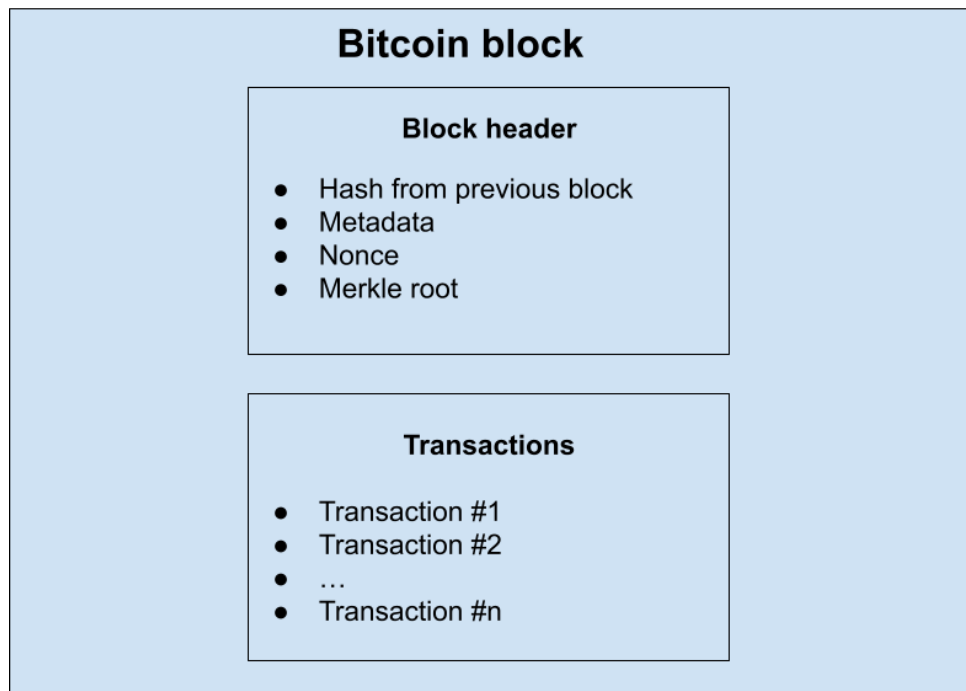 Bitcoin block
Block header
● Hash from previous block
● Metadata
● Nonce
● Merkle root
Transactions
● Transaction #1
● Transaction #2
● …
● Transaction #n